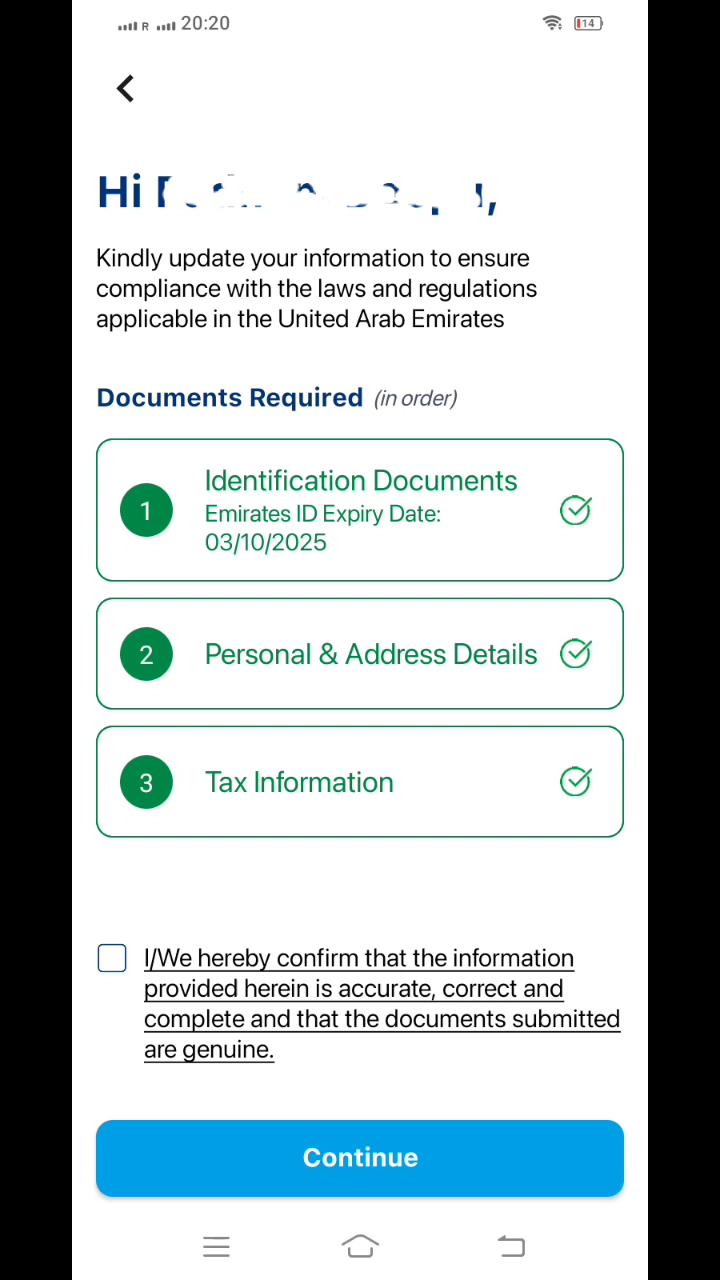 R 20:20 14
Hi
Kindly update your information to ensure
compliance with the laws and regulations
applicable in the United Arab Emirates
Documents Required (in order)
1 Identification Documents
Emirates ID Expiry Date:
03/10/2025
2 Personal & Address Details
3 Tax Information
I/We hereby confirm that the information
provided herein is accurate, correct and
complete and that the documents submitted
are genuine.
Continue